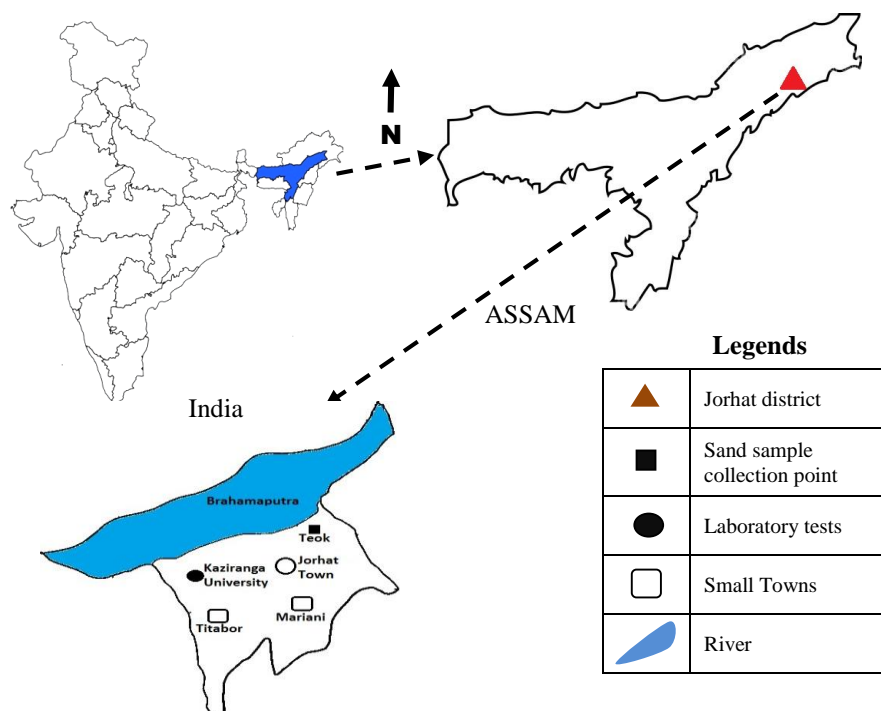 N
ASSAM
India
Brahamaputra
Teok
Kaziranga
University
Jorhat
Town
Titabor
Mariani
Legends
Jorhat district
Sand sample
collection point
Laboratory tests
Small Towns
River